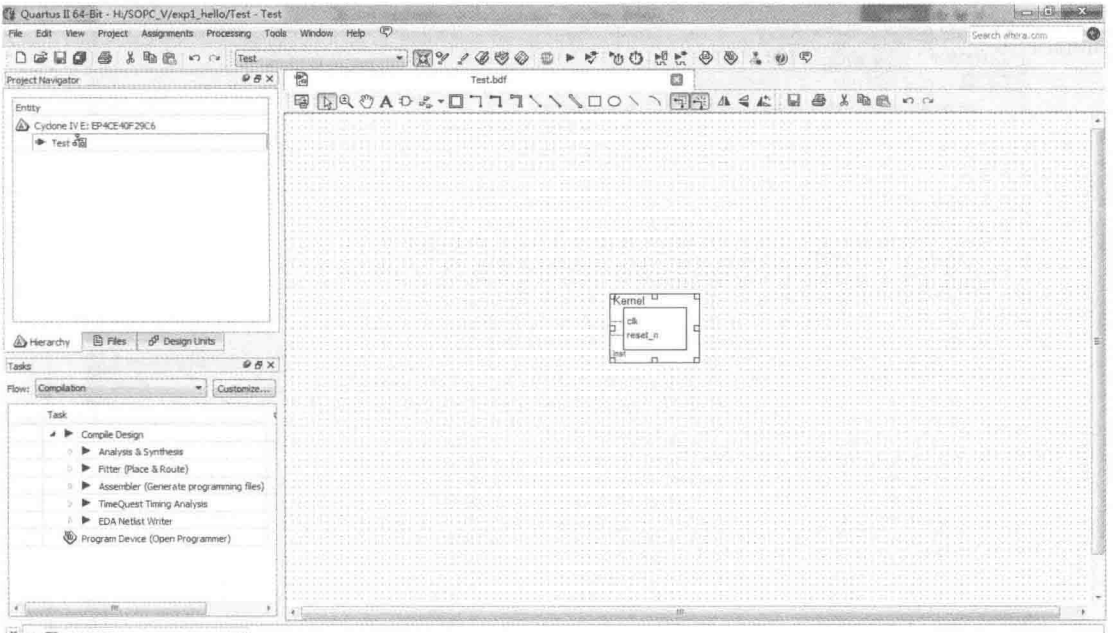 Quartus II 64-Bit - H:/SOPC_V/exp1_hello/Test - Test
File Edit View Project Assignments Processing Tools Window Help
Search altera.com
Test
Project Navigator
Test.bdf
Entity
Cyclone IV E: EP4CE40F29C6
Test
Kernel
clk
reset_n
inst
Hierarchy Files Design Units
Tasks
Flow: Compilation Customize...
Task
Compile Design
Analysis & Synthesis
Fitter (Place & Route)
Assembler (Generate programming files)
TimeQuest Timing Analysis
EDA Netlist Writer
Program Device (Open Programmer)